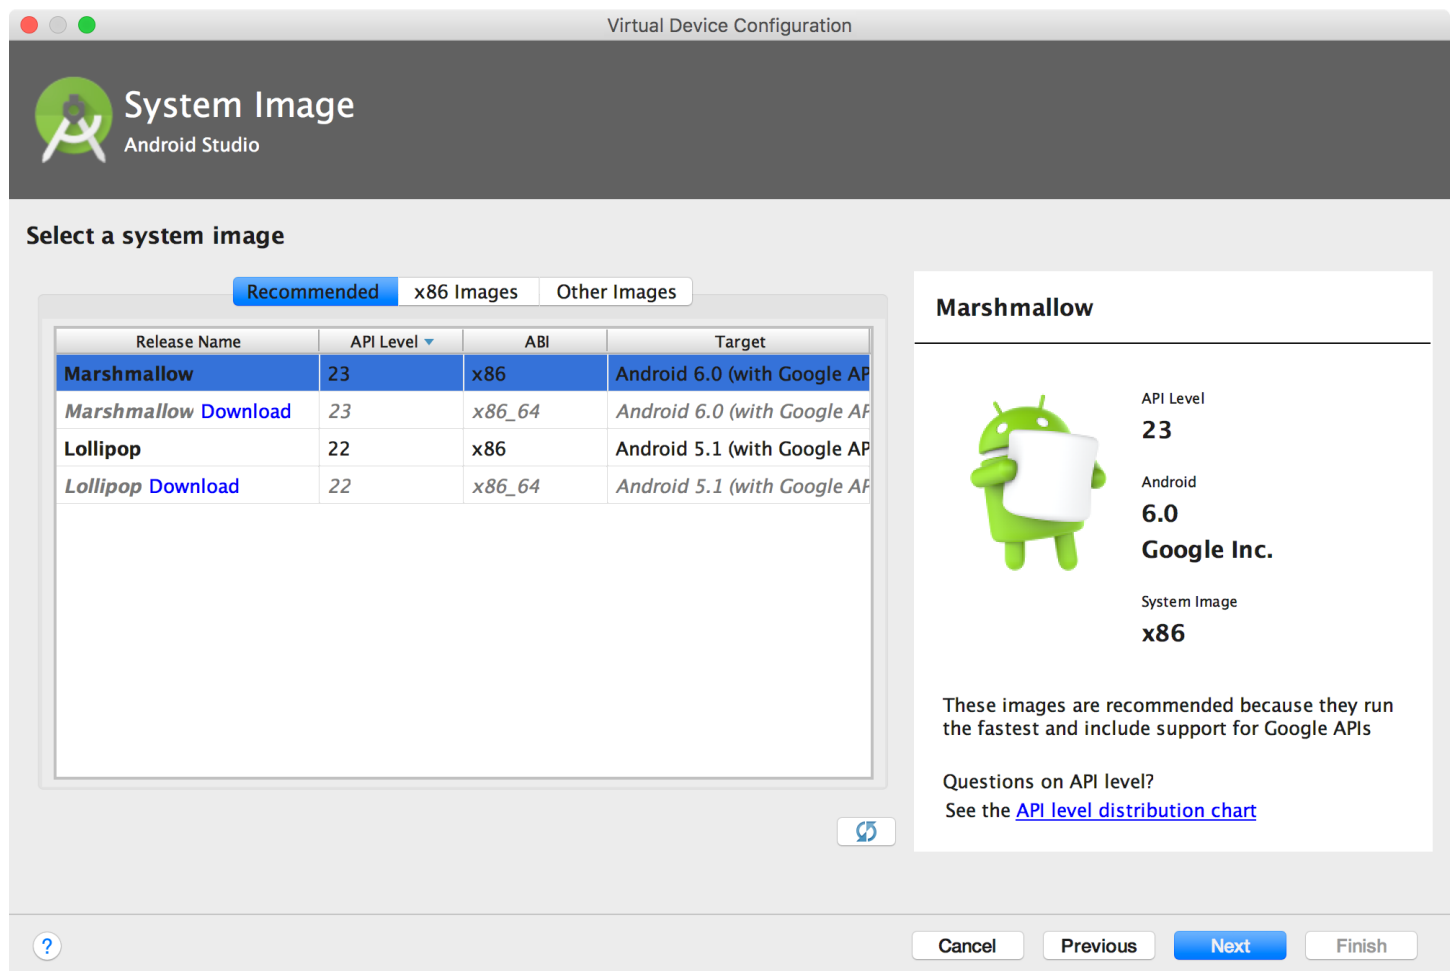 Virtual Device Configuration
System Image
Android Studio
Select a system image
Recommended x86 Images Other Images
Release Name API Level ABI Target
Marshmallow 23 x86 Android 6.0 (with Google AP
Marshmallow Download 23 x86_64 Android 6.0 (with Google AP
Lollipop 22 x86 Android 5.1 (with Google AP
Lollipop Download 22 x86_64 Android 5.1 (with Google AP
Marshmallow
API Level
23
Android
6.0
Google Inc.
System Image
x86
These images are recommended because they run
the fastest and include support for Google APIs
Questions on API level?
See the API level distribution chart
? Cancel Previous Next Finish